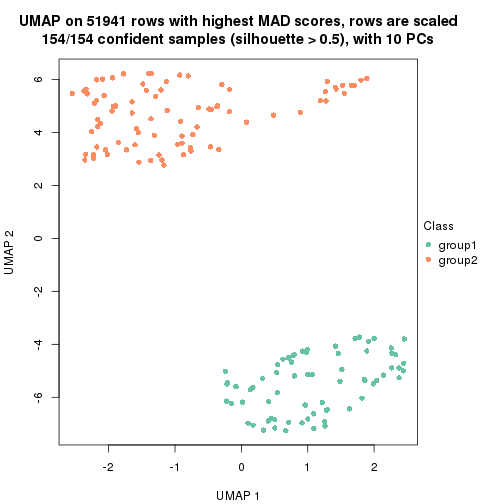 UMAP on 51941 rows with highest MAD scores, rows are scaled
154/154 confident samples (silhouette > 0.5), with 10 PCs
6
4
2
0
-2
-4
-6
UMAP 2
Class
group1
group2
-2
-1
0
1
2
UMAP 1